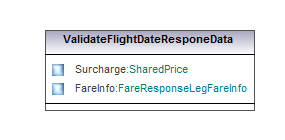 ValidateFlightDateResponeData
Surcharge:SharedPrice
FareInfo:FareResponseLegFareInfo